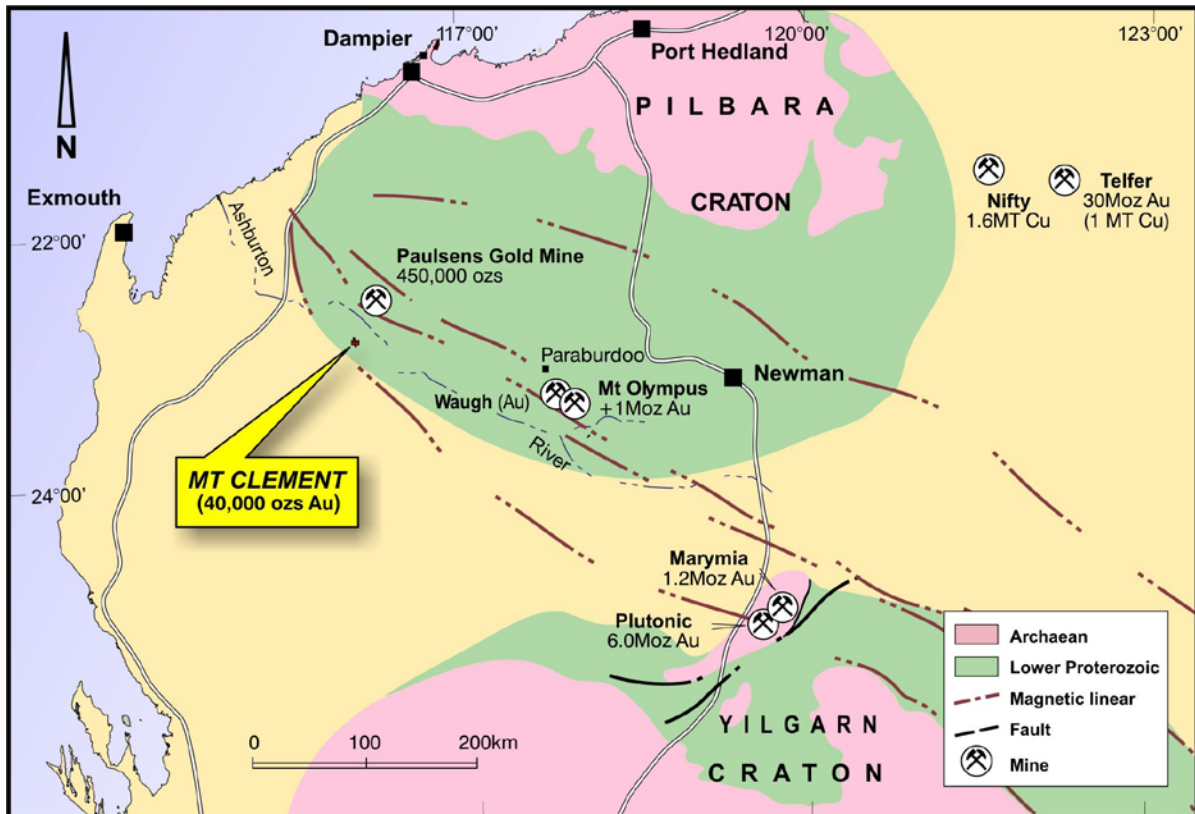 117°00'
120°00'
123°00'
Dampier
Port Hedland
N
PILBARA
CRATON
Exmouth
Nifty
1.6MT Cu
Telfer
30Moz Au
(1 MT Cu)
22°00'
Ashburton
Paulsens Gold Mine
450,000 ozs
Paraburdoo
Newman
Mt Olympus
+1Moz Au
Waugh (Au)
River
MT CLEMENT
(40,000 ozs Au)
24°00'
Marymia
1.2Moz Au
Plutonic
6.0Moz Au
YILGARN
CRATON
0 100 200km
Archaean
Lower Proterozoic
Magnetic linear
Fault
Mine